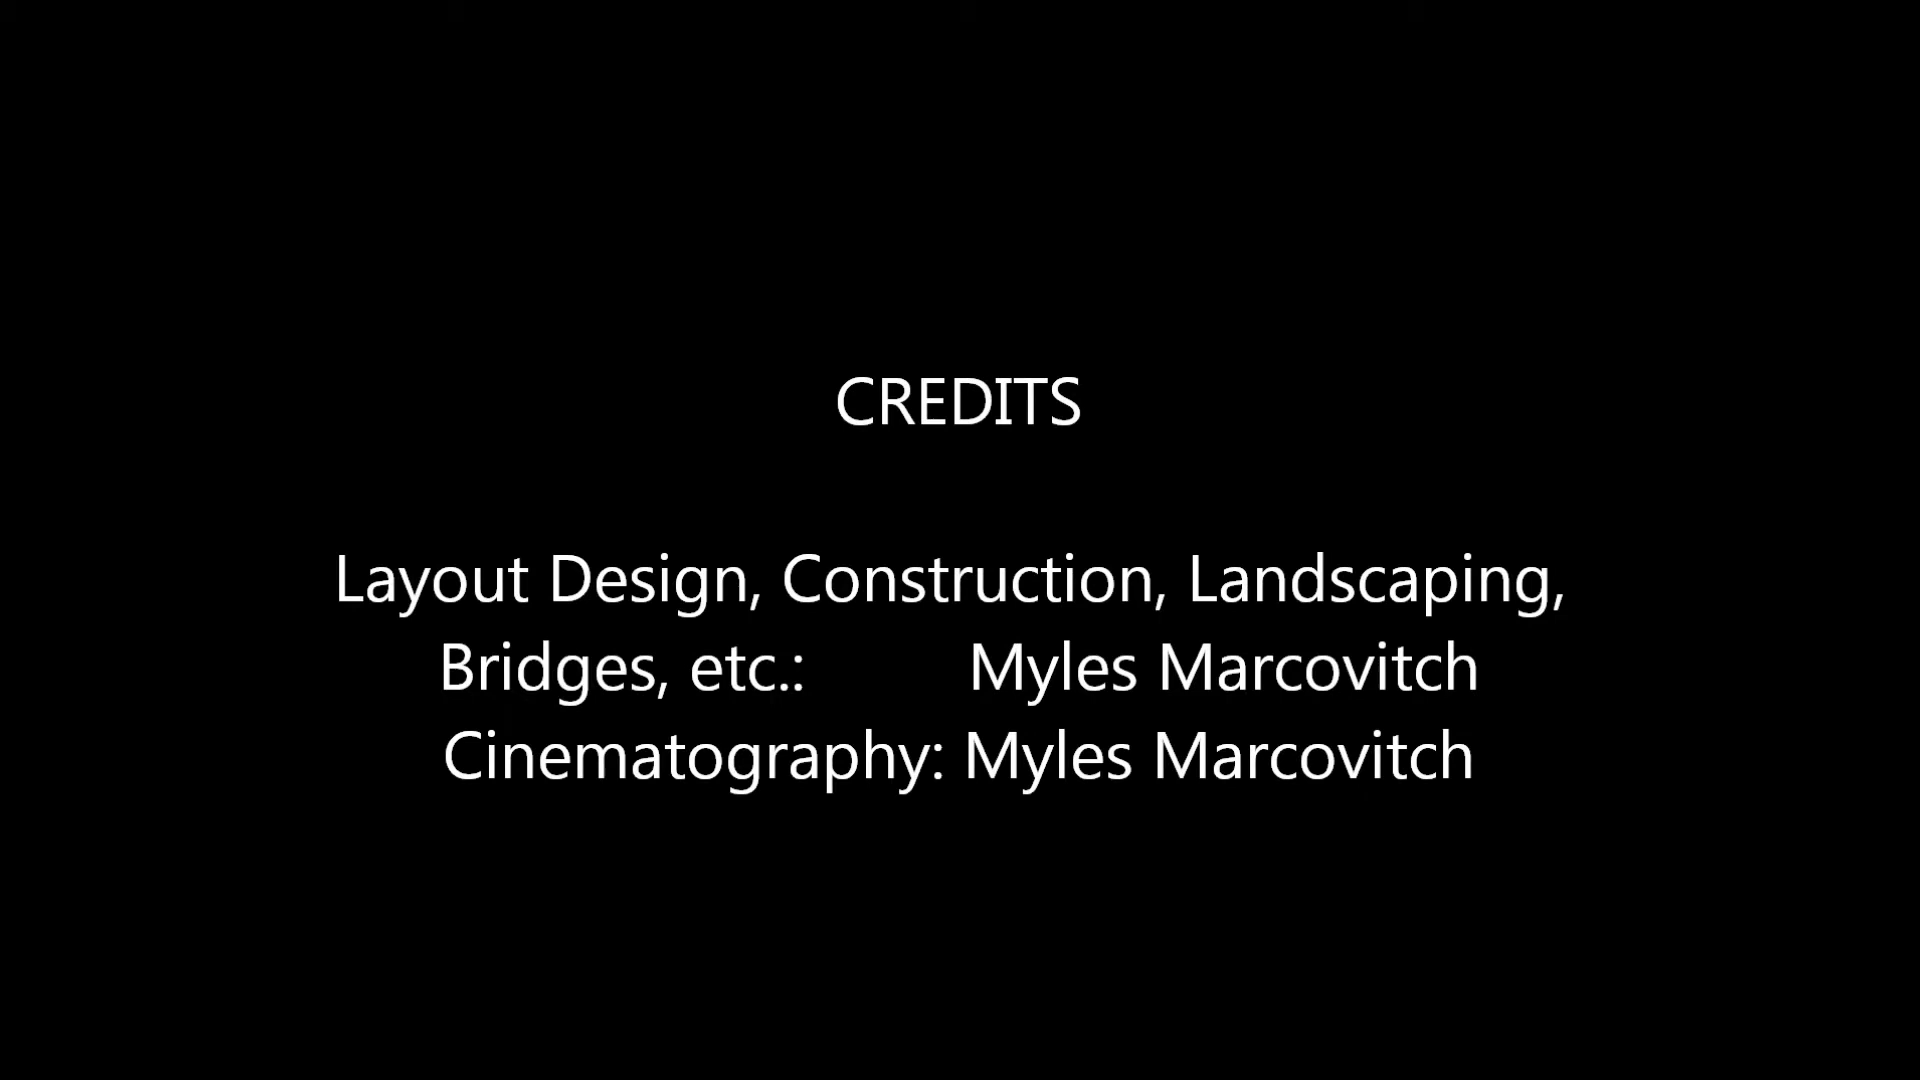 CREDITS
Layout Design, Construction, Landscaping,
Bridges, etc.: Myles Marcovitch
Cinematography: Myles Marcovitch